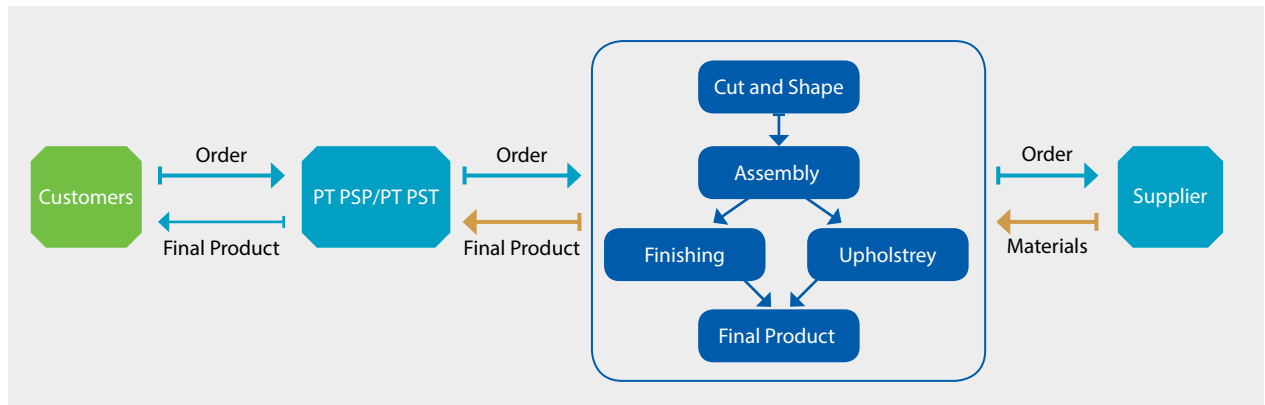 Customers
Order
Final Product
PT PSP/PT PST
Order
Final Product
Cut and Shape
Assembly
Finishing
Upholstrey
Final Product
Order
Materials
Supplier